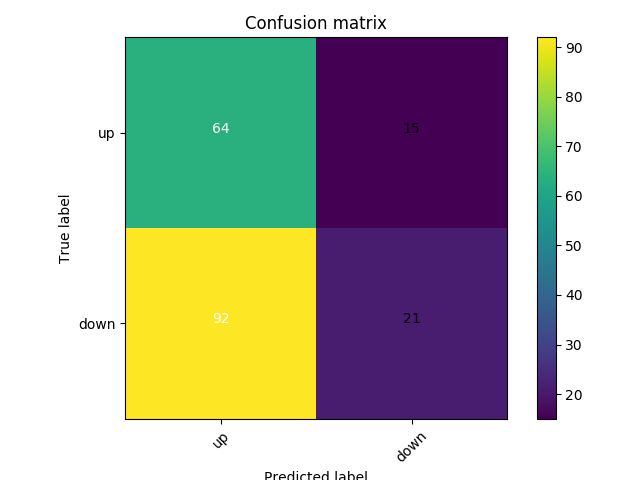 Confusion matrix
True label
up
down
64
15
92
21
up
down
Predicted label
90
80
70
60
50
40
30
20